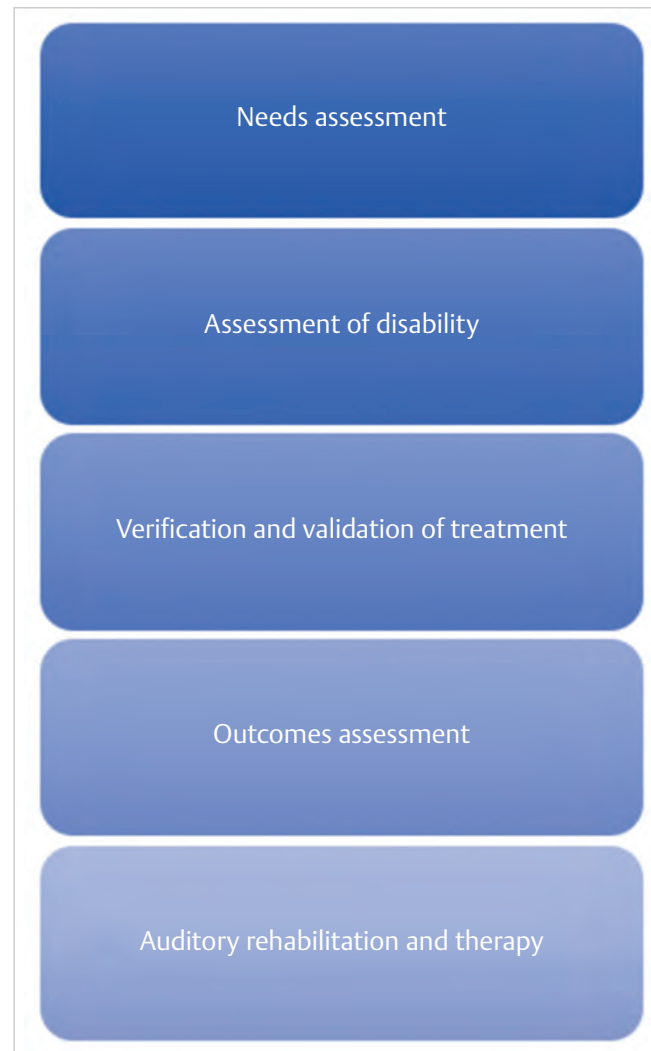 Needs assessment
Assessment of disability
Verification and validation of treatment
Outcomes assessment
Auditory rehabilitation and therapy